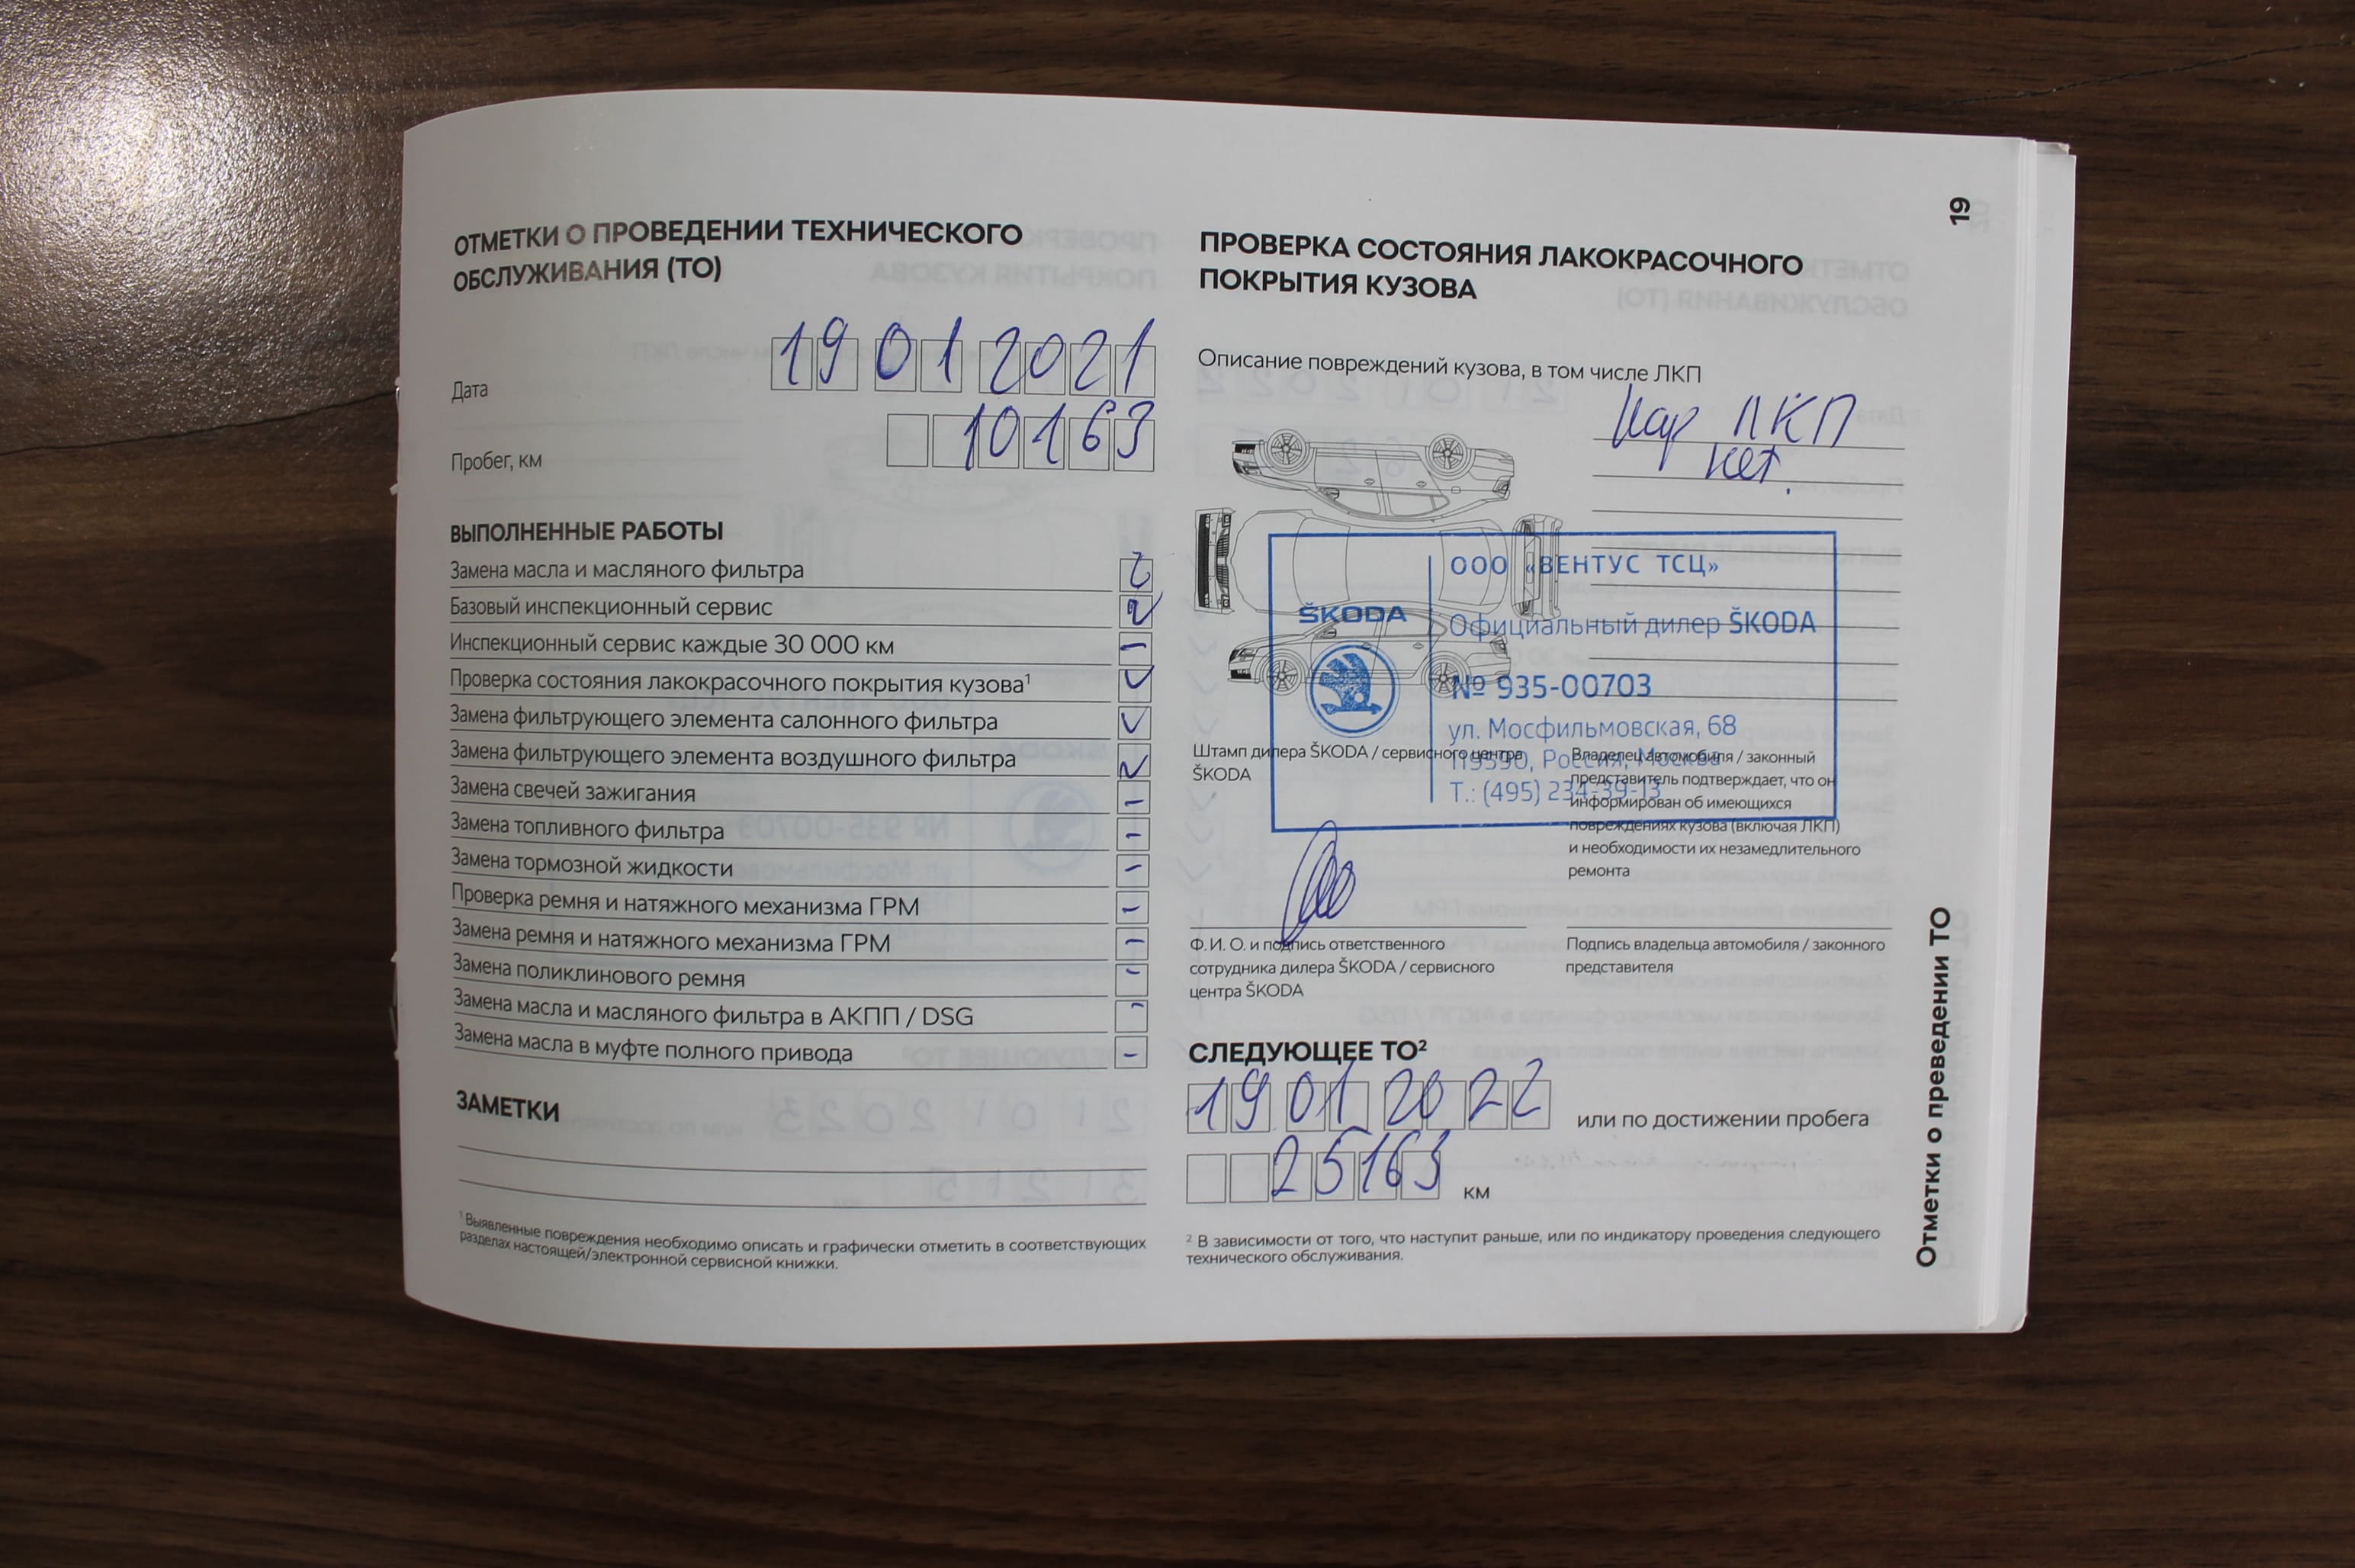 ОТМЕТКИ О ПРОВЕДЕНИИ ТЕХНИЧЕСКОГО
ОБСЛУЖИВАНИЯ (ТО)
Дата 19 01 2021
Пробег, км 10163
ВЫПОЛНЕННЫЕ РАБОТЫ
Замена масла и масляного фильтра
Базовый инспекционный сервис
Инспекционный сервис каждые 30 000 км –
Проверка состояния лакокрасочного покрытия кузова¹ ✓
Замена фильтрующего элемента салонного фильтра ✓
Замена фильтрующего элемента воздушного фильтра ✓
Замена свечей зажигания –
Замена топливного фильтра –
Замена тормозной жидкости –
Проверка ремня и натяжного механизма ГРМ –
Замена ремня и натяжного механизма ГРМ –
Замена поликлинового ремня –
Замена масла и масляного фильтра в АКПП / DSG –
Замена масла в муфте полного привода –
ЗАМЕТКИ
¹ Выявленные повреждения необходимо описать и графически отметить в соответствующих
разделах настоящей/электронной сервисной книжки.
19
ПРОВЕРКА СОСТОЯНИЯ ЛАКОКРАСОЧНОГО
ПОКРЫТИЯ КУЗОВА
Описание повреждений кузова, в том числе ЛКП
ЛКП
нет.
ООО «ВЕНТУС ТСЦ»
ŠKODA
Официальный дилер ŠKODA
№ 935-00703
ул. Мосфильмовская, 68
119590, Россия, Москва
Т.: (495) 234-39-13
Штамп дилера ŠKODA / сервисного центра
ŠKODA
Владелец автомобиля / законный
представитель подтверждает, что он
информирован об имеющихся
повреждениях кузова (включая ЛКП)
и необходимости их незамедлительного
ремонта
Ф. И. О. и подпись ответственного
сотрудника дилера ŠKODA / сервисного
центра ŠKODA
Подпись владельца автомобиля / законного
представителя
СЛЕДУЮЩЕЕ ТО²
19 01 2022 или по достижении пробега
25163 км
² В зависимости от того, что наступит раньше, или по индикатору проведения следующего
технического обслуживания.
Отметки о преведении ТО